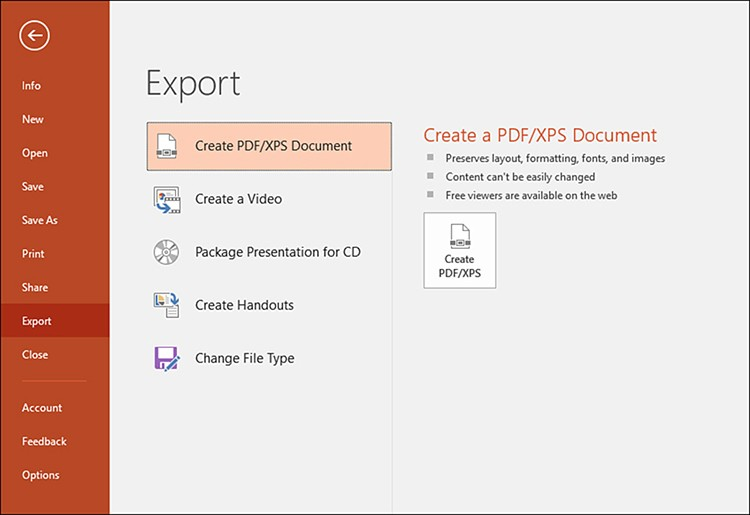 Info
New
Open
Save
Save As
Print
Share
Export
Close
Account
Feedback
Options
Export
Create PDF/XPS Document
Create a Video
Package Presentation for CD
Create Handouts
Change File Type
Create a PDF/XPS Document
Preserves layout, formatting, fonts, and images
Content can't be easily changed
Free viewers are available on the web
Create
PDF/XPS